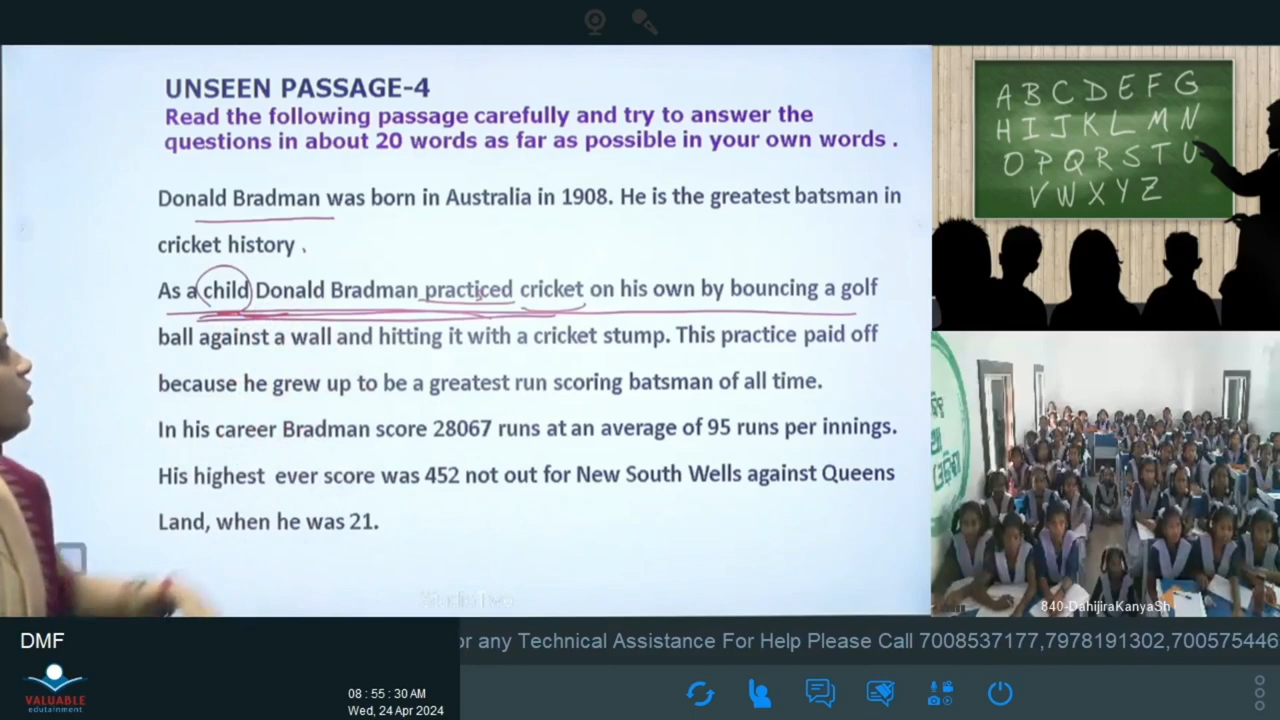 UNSEEN PASSAGE-4
Read the following passage carefully and try to answer the
questions in about 20 words as far as possible in your own words .
Donald Bradman was born in Australia in 1908. He is the greatest batsman in
cricket history .
As a child Donald Bradman practiced cricket on his own by bouncing a golf
ball against a wall and hitting it with a cricket stump. This practice paid off
because he grew up to be a greatest run scoring batsman of all time.
In his career Bradman score 28067 runs at an average of 95 runs per innings.
His highest ever score was 452 not out for New South Wells against Queens
Land, when he was 21.
A B C D E F G
H I J K L M N
O P Q R S T U
V W X Y Z
840-DahijiraKanyaSh
DMF
or any Technical Assistance For Help Please Call 7008537177,7978191302,700575446
VALUABLE
edutainment
08 : 55 : 30 AM
Wed, 24 Apr 2024